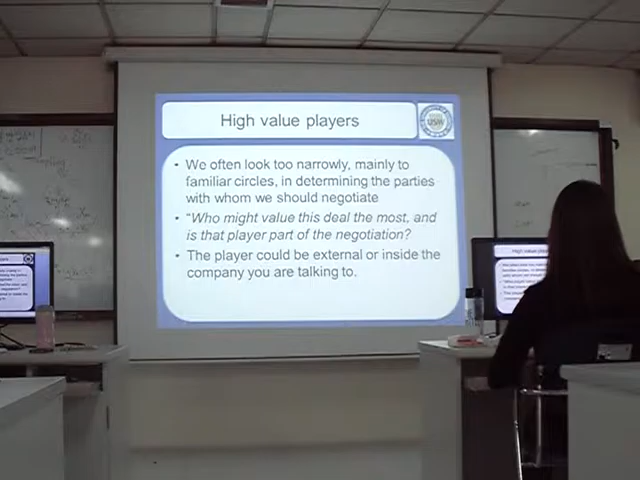 High value players
• We often look too narrowly, mainly to
familiar circles, in determining the parties
with whom we should negotiate
• "Who might value this deal the most, and
is that player part of the negotiation?
• The player could be external or inside the
company you are talking to.